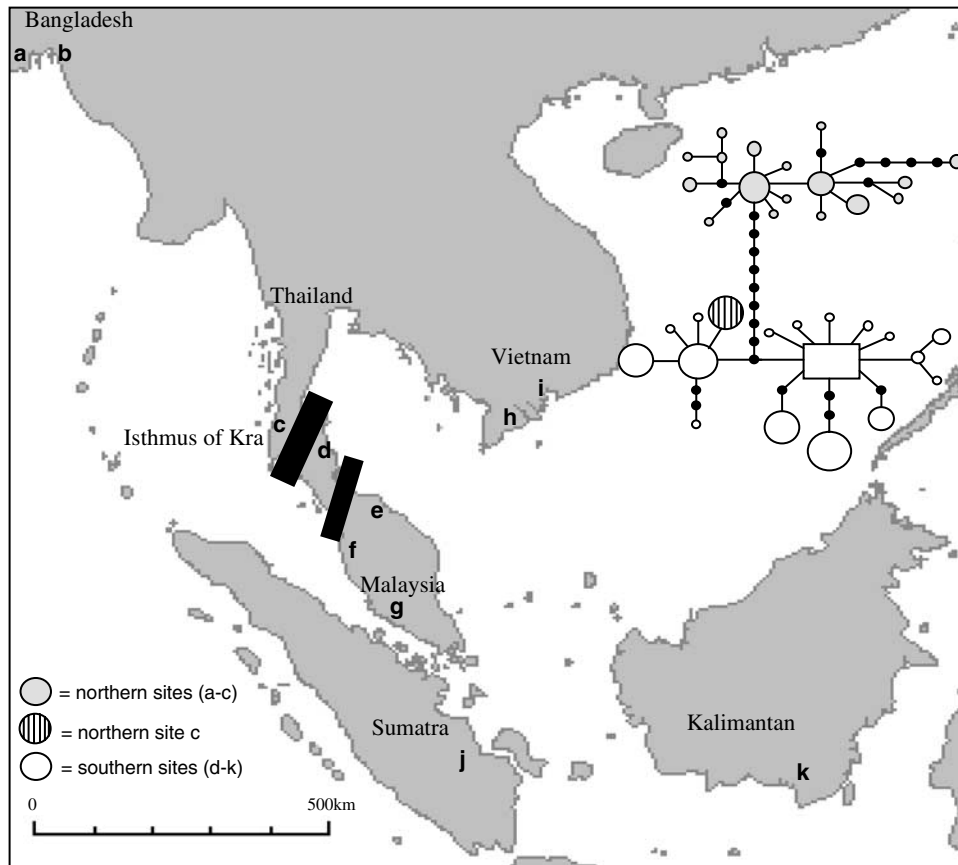 Bangladesh
a b
Thailand
Vietnam
i
h
c
Isthmus of Kra
d
e
f
Malaysia
g
= northern sites (a-c)
= northern site c
= southern sites (d-k)
Sumatra
j
Kalimantan
k
0 500km